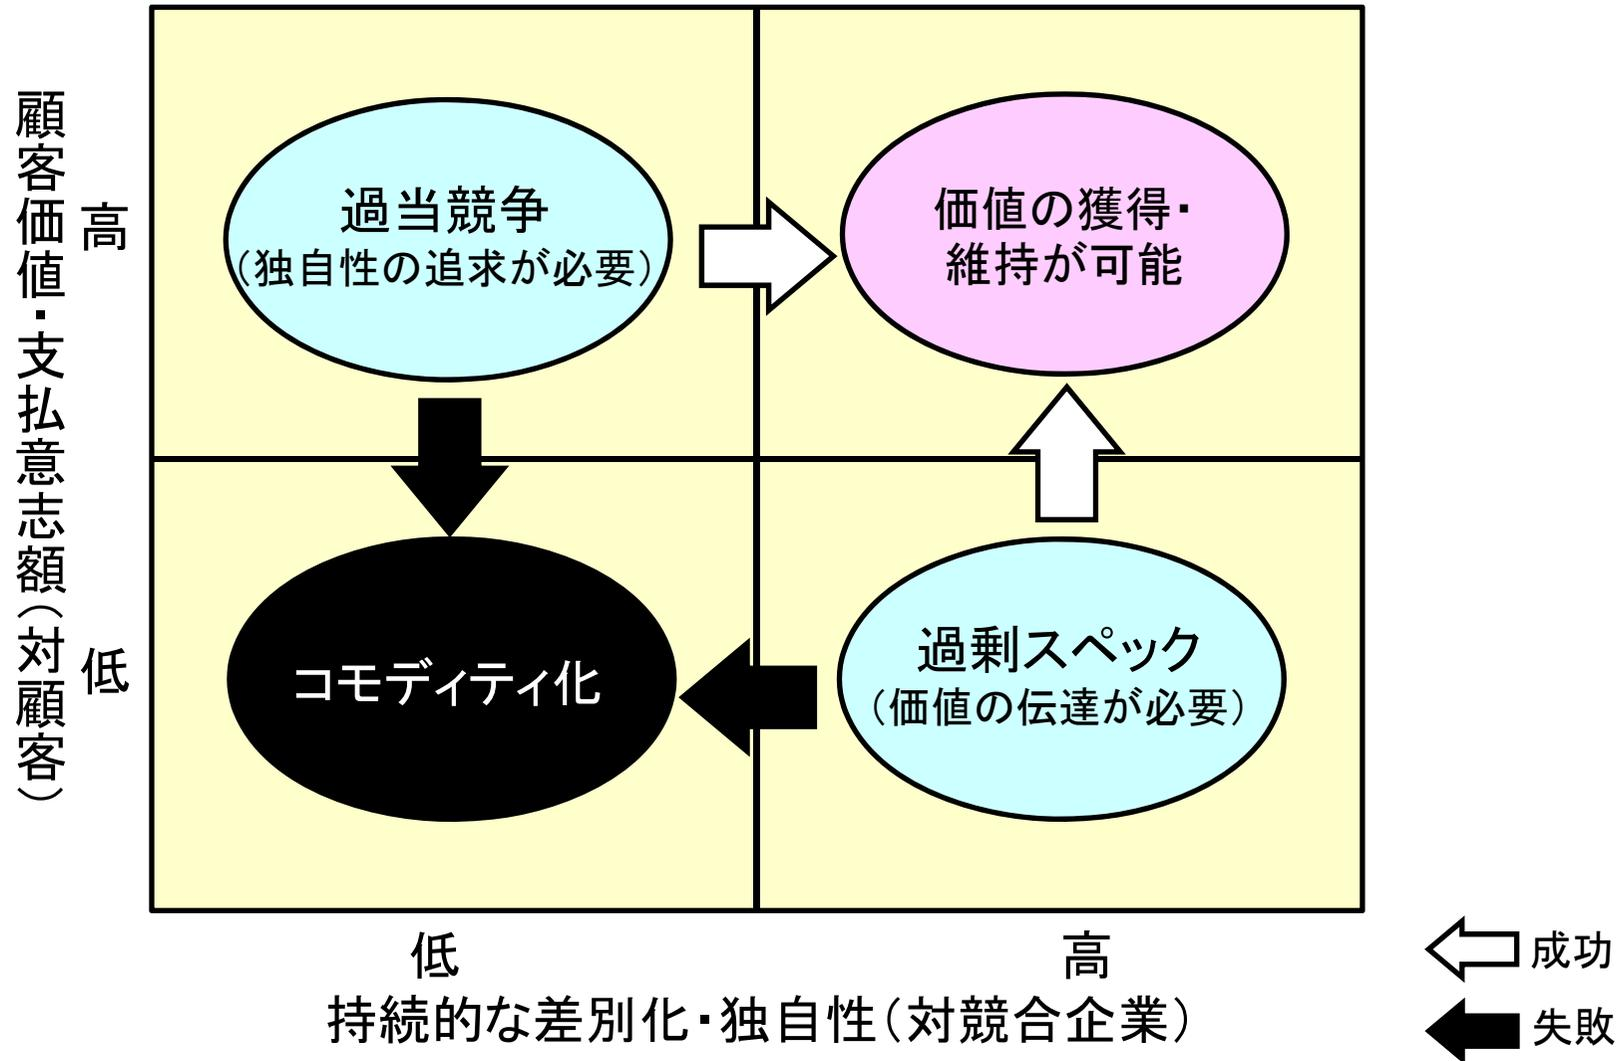 顧客価値・支払意志額（対顧客）
高
低
過当競争
（独自性の追求が必要）
価値の獲得・
維持が可能
コモディティ化
過剰スペック
（価値の伝達が必要）
低
高
持続的な差別化・独自性（対競合企業）
成功
失敗